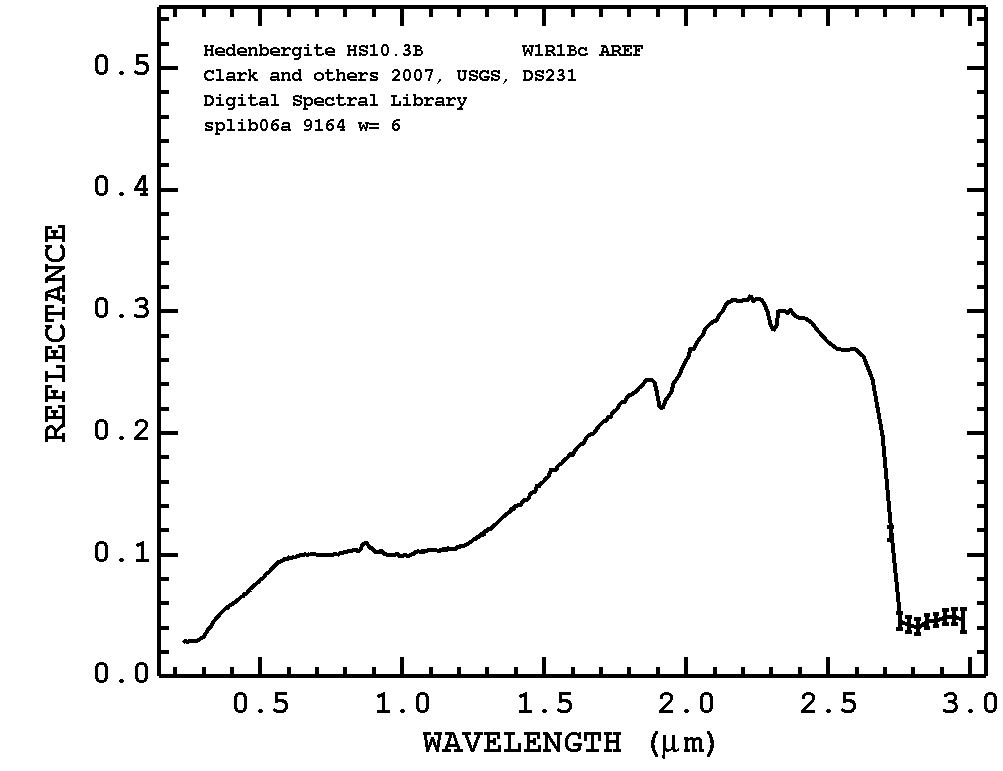 Hedenbergite HS10.3B W1R1Bc AREF
Clark and others 2007, USGS, DS231
Digital Spectral Library
splib06a 9164 w= 6
REFLECTANCE
0.5
0.4
0.3
0.2
0.1
0.0
0.5 1.0 1.5 2.0 2.5 3.0
WAVELENGTH (μm)